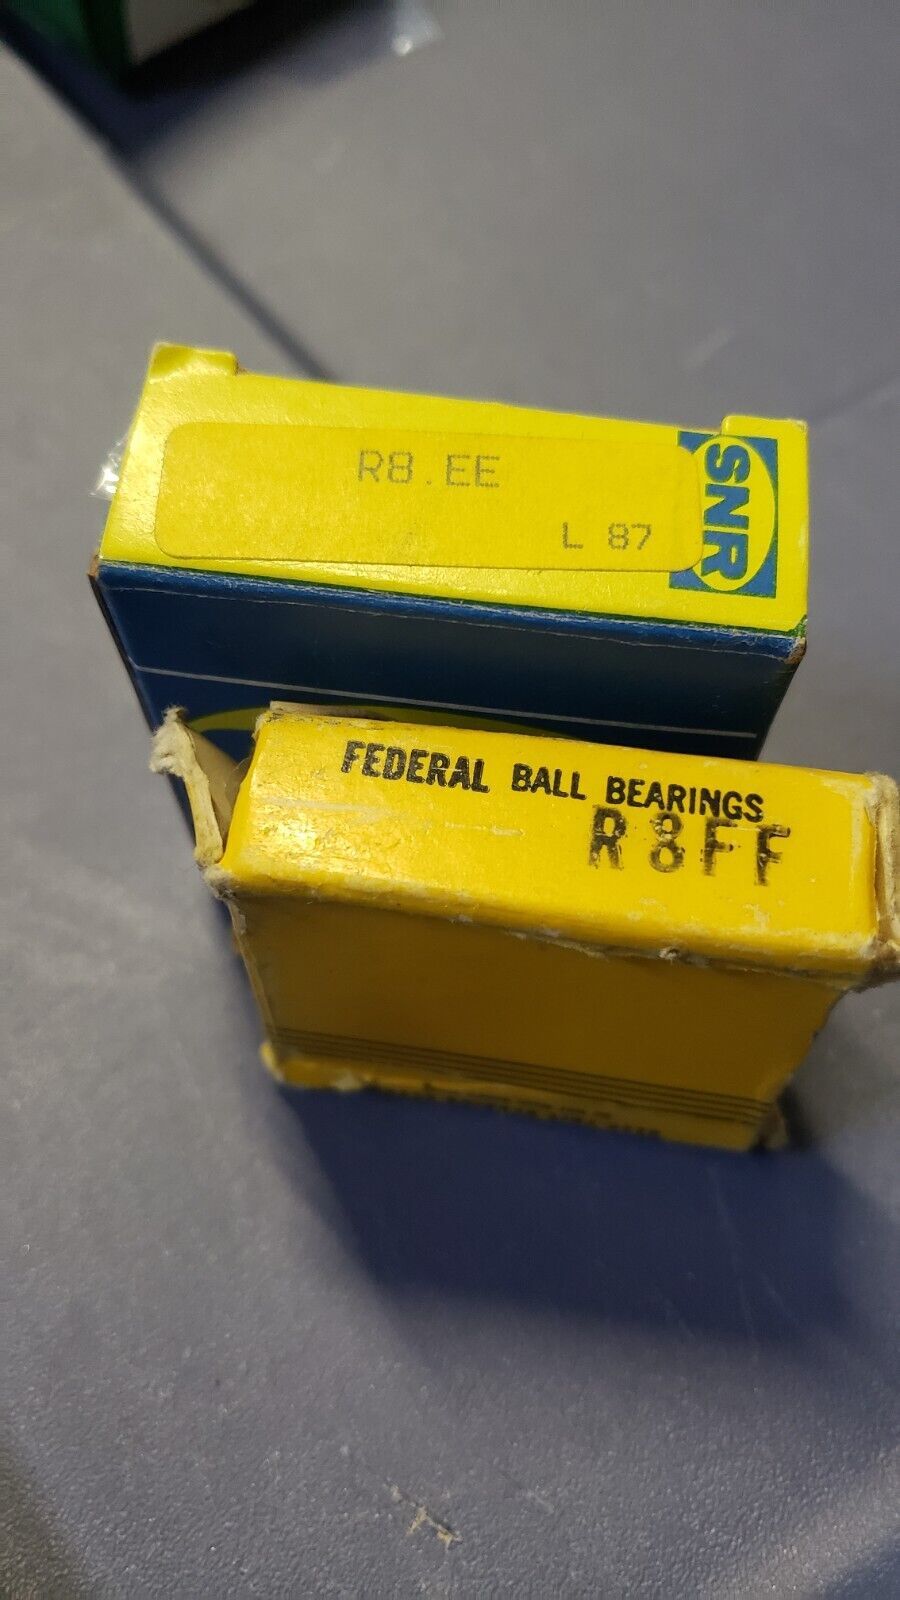 R8.EE
L 87
SNR
FEDERAL BALL BEARINGS
R8FF